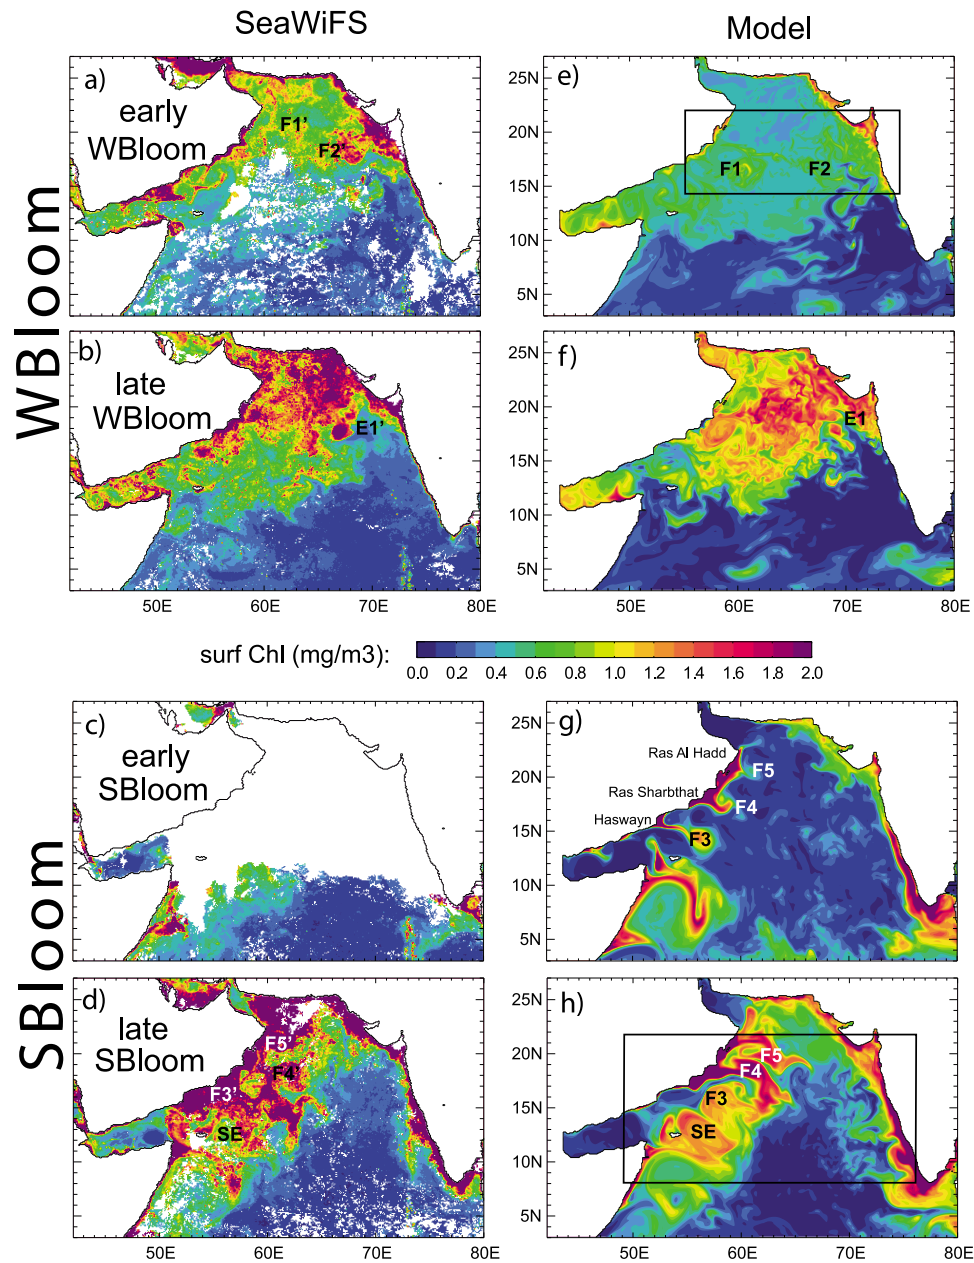 SeaWiFS
Model
WBloom
a)
early
WBloom
F1'
F2'
e)
25N
20N
15N
10N
5N
F1
F2
b)
late
WBloom
E1'
f)
25N
20N
15N
10N
5N
E1
50E
60E
70E
80E
50E
60E
70E
80E
surf Chl (mg/m3):
0.0
0.2
0.4
0.6
0.8
1.0
1.2
1.4
1.6
1.8
2.0
SBloom
c)
early
SBloom
g)
25N
20N
15N
10N
5N
Ras Al Hadd
F5
Ras Sharbthat
F4
Haswayn
F3
d)
late
SBloom
F5'
F4'
F3'
SE
h)
25N
20N
15N
10N
5N
F5
F4
F3
SE
50E
60E
70E
80E
50E
60E
70E
80E